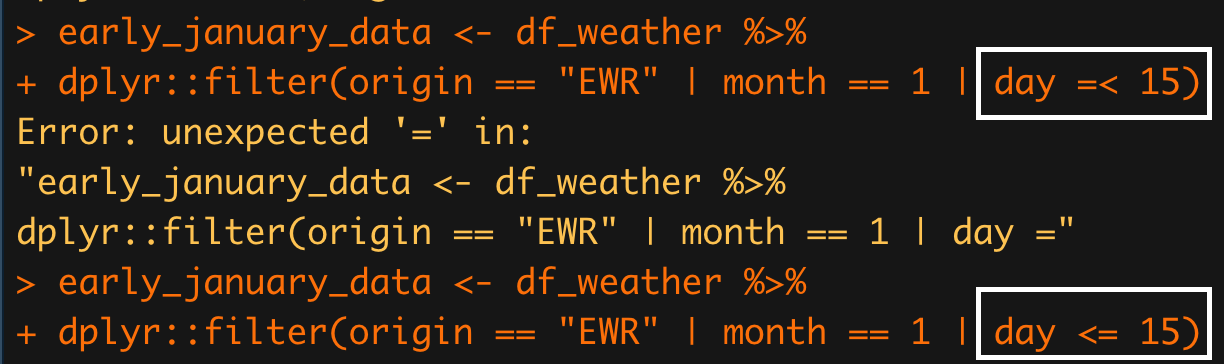 > early_january_data <- df_weather %>%
+ dplyr::filter(origin == "EWR" | month == 1 | day =< 15)
Error: unexpected '=' in:
"early_january_data <- df_weather %>%
dplyr::filter(origin == "EWR" | month == 1 | day ="
> early_january_data <- df_weather %>%
+ dplyr::filter(origin == "EWR" | month == 1 | day <= 15)